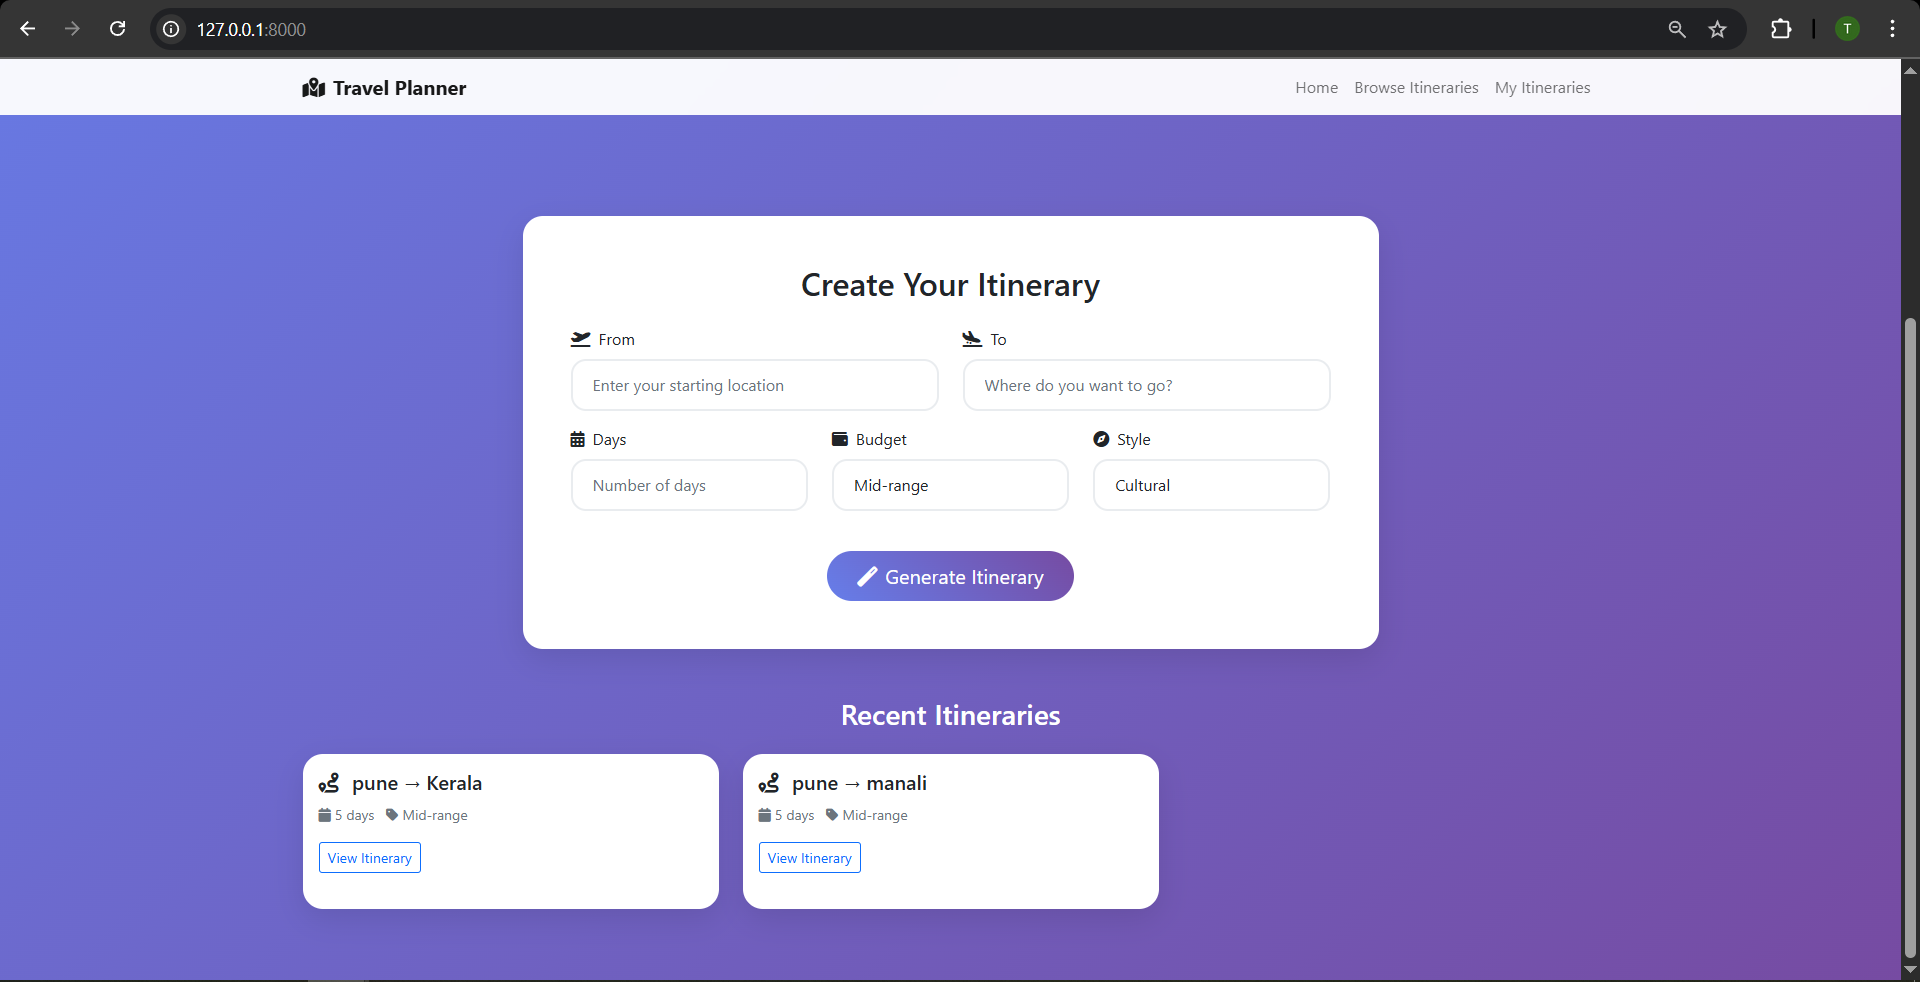 127.0.0.1:8000
T
Travel Planner
Home Browse Itineraries My Itineraries
Create Your Itinerary
From To
Enter your starting location Where do you want to go?
Days Budget Style
Number of days Mid-range Cultural
Generate Itinerary
Recent Itineraries
pune → Kerala
5 days Mid-range
View Itinerary
pune → manali
5 days Mid-range
View Itinerary